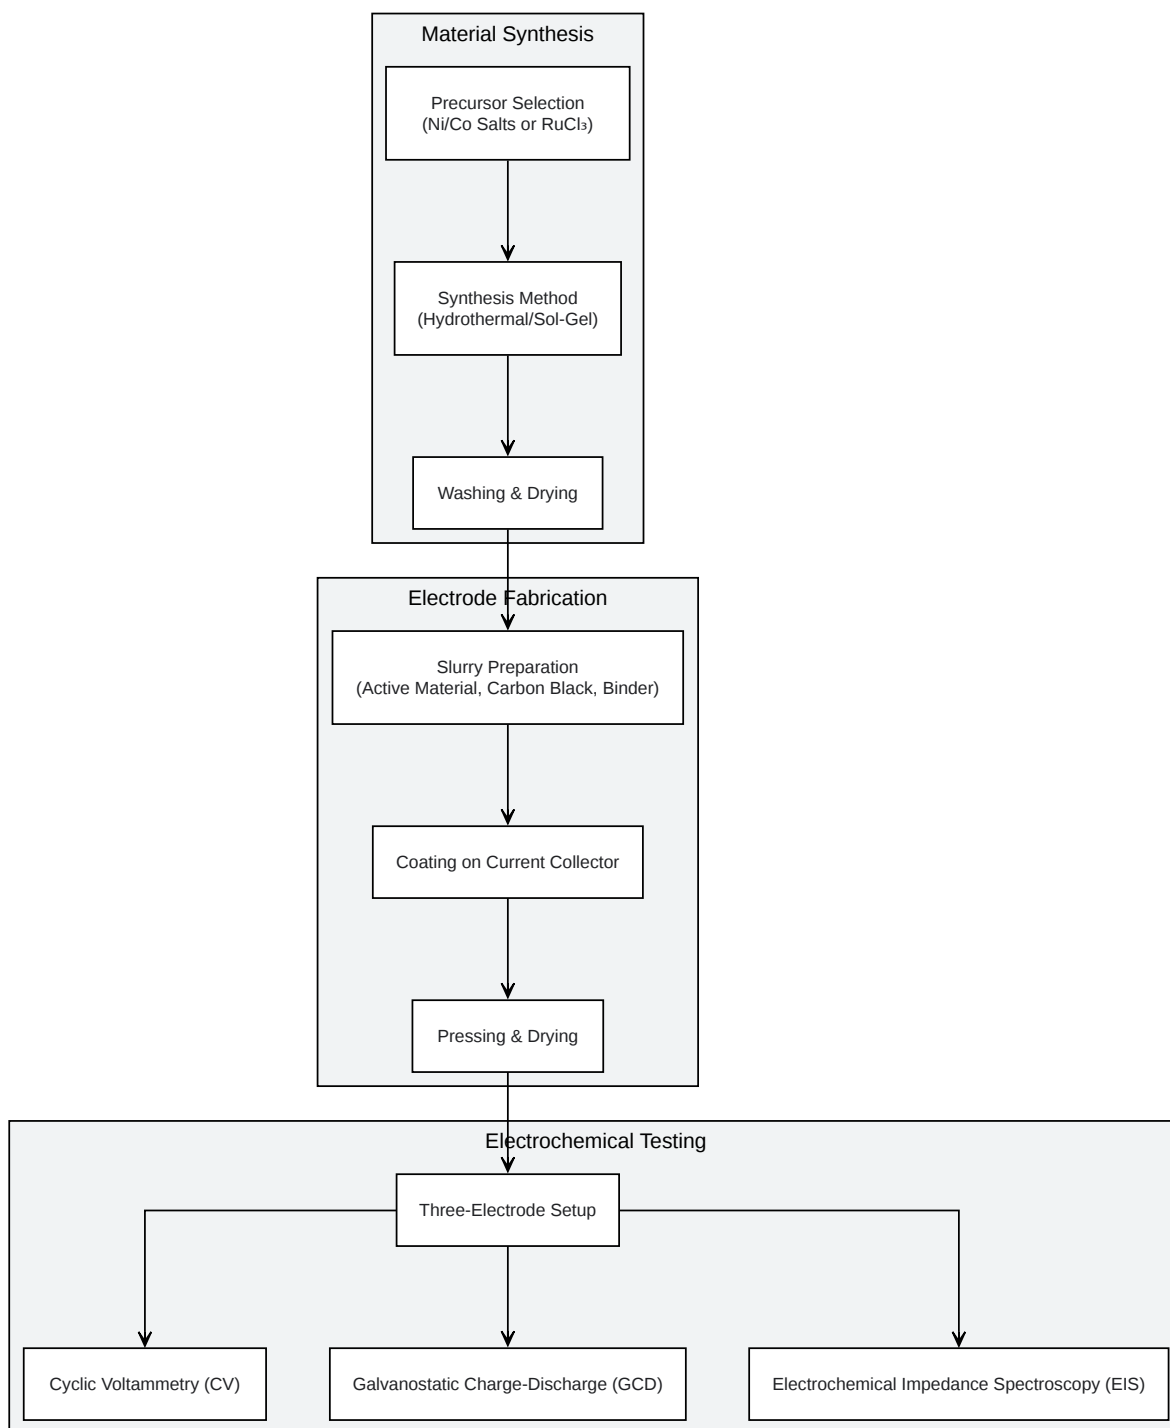 Material Synthesis
Precursor Selection
(Ni/Co Salts or RuCl₃)
Synthesis Method
(Hydrothermal/Sol-Gel)
Washing & Drying
Electrode Fabrication
Slurry Preparation
(Active Material, Carbon Black, Binder)
Coating on Current Collector
Pressing & Drying
Electrochemical Testing
Three-Electrode Setup
Cyclic Voltammetry (CV)
Galvanostatic Charge-Discharge (GCD)
Electrochemical Impedance Spectroscopy (EIS)